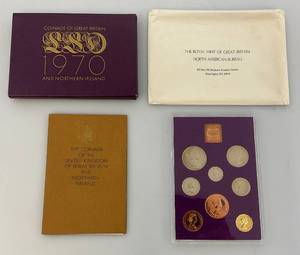 COINAGE OF GREAT BRITAIN
LSD
1970
AND NORTHERN IRELAND
THE ROYAL MINT OF GREAT BRITAIN
NORTH AMERICAN BUREAU
THE COINAGE
OF THE
UNITED KINGDOM
OF GREAT BRITAIN
AND
NORTHERN
IRELAND